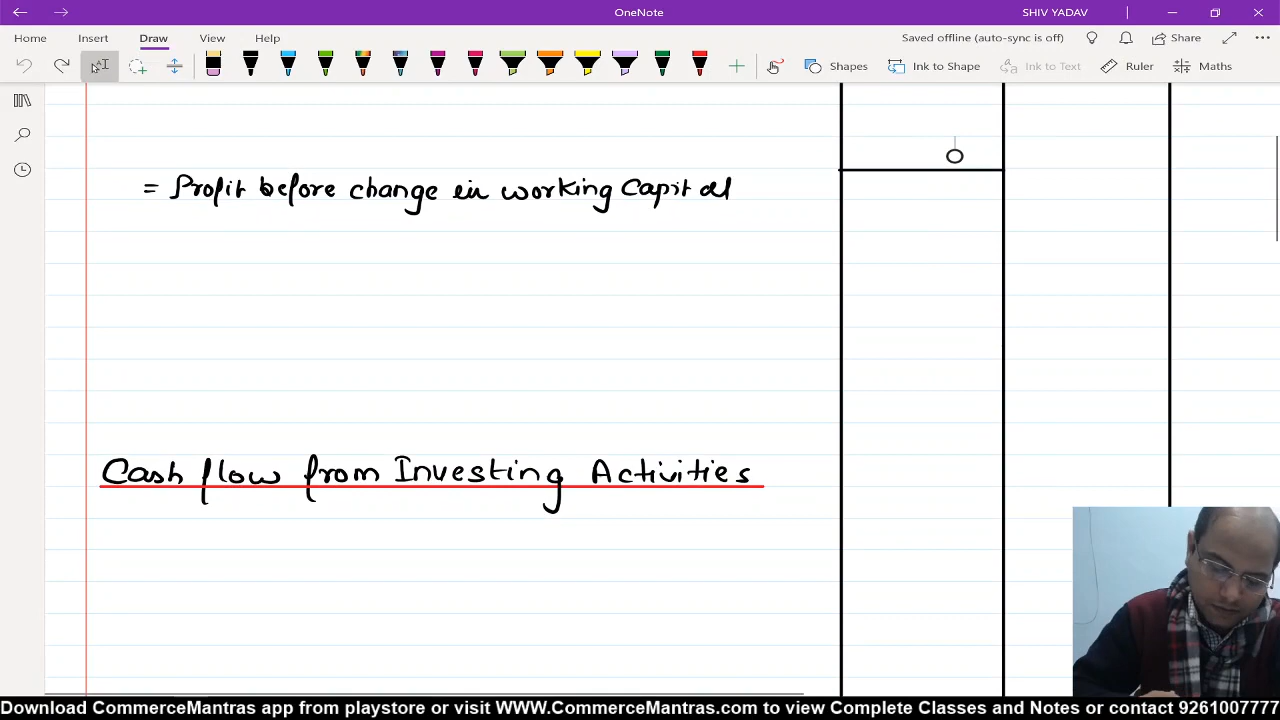 OneNote
SHIV YADAV
Home Insert Draw View Help
Saved offline (auto-sync is off)
Share
Shapes
Ink to Shape
Ink to Text
Ruler
Maths
= Profit before change in working Capital
Cash flow from Investing Activities
Download CommerceMantras app from playstore or visit WWW.CommerceMantras.com to view Complete Classes and Notes or contact 9261007777